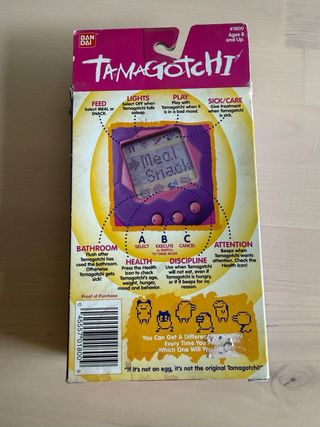 BAN
DAI
#1800
Ages 8
and Up.
TAMAGOTCHI
FEED
Select MEAL or
SNACK.
LIGHTS
Select OFF when
Tamagotchi falls
asleep.
PLAY
Play with
Tamagotchi when it
is in a bad mood.
SICK/CARE
Give treatment
when Tamagotchi
is sick.
Meal
Snack
A
SELECT
B
EXECUTE
C
CANCEL
BATHROOM
Flush after
Tamagotchi has
used the bathroom.
Otherwise
Tamagotchi gets
sick!
HEALTH
Press the Health
Icon to check
Tamagotchi's age,
weight, hunger,
mood and behavior.
DISCIPLINE
Use when Tamagotchi
will not eat, even if
Tamagotchi is hungry,
or if it beeps for no
reason.
ATTENTION
Beeps when
Tamagotchi wants
attention. Check the
Health Icon!
Proof of Purchase
You Can Get A Different
Every Time You
Which One Will You
"If it's not an egg, it's not the original Tamagotchi!"